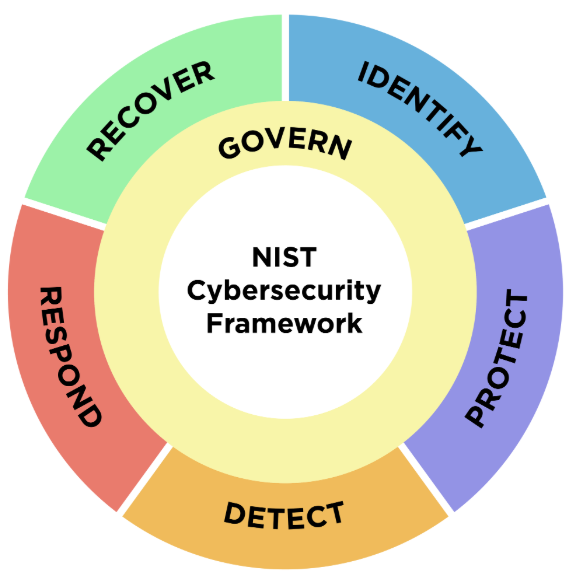 RECOVER
IDENTIFY
GOVERN
NIST
Cybersecurity
Framework
RESPOND
PROTECT
DETECT